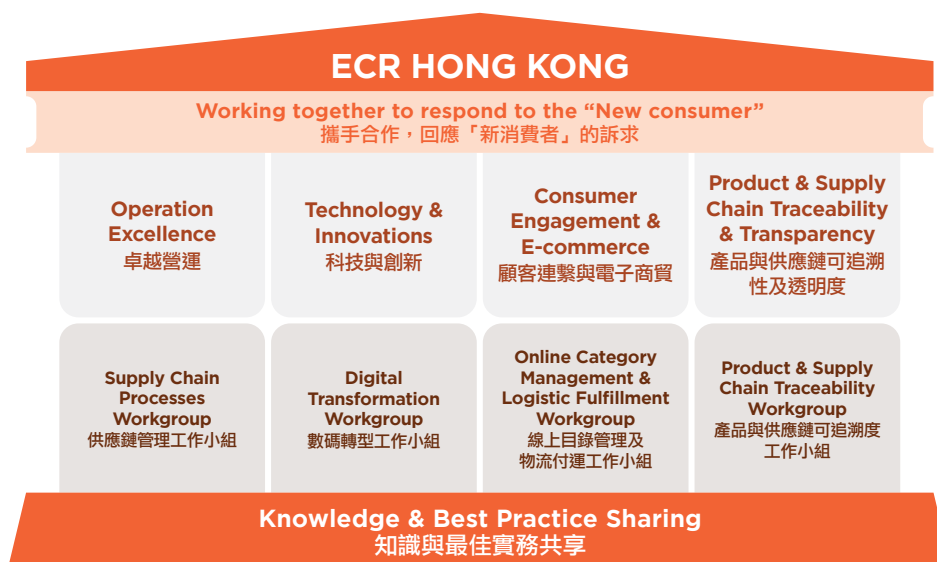 ECR HONG KONG
Working together to respond to the “New consumer”
攜手合作，回應「新消費者」的訴求
Operation
Excellence
卓越營運
Technology &
Innovations
科技與創新
Consumer
Engagement &
E-commerce
顧客連繫與電子商貿
Product & Supply
Chain Traceability
& Transparency
產品與供應鏈可追溯
性及透明度
Supply Chain
Processes
Workgroup
供應鏈管理工作小組
Digital
Transformation
Workgroup
數碼轉型工作小組
Online Category
Management &
Logistic Fulfillment
Workgroup
線上目錄管理及
物流付運工作小組
Product & Supply
Chain Traceability
Workgroup
產品與供應鏈可追溯度
工作小組
Knowledge & Best Practice Sharing
知識與最佳實務共享